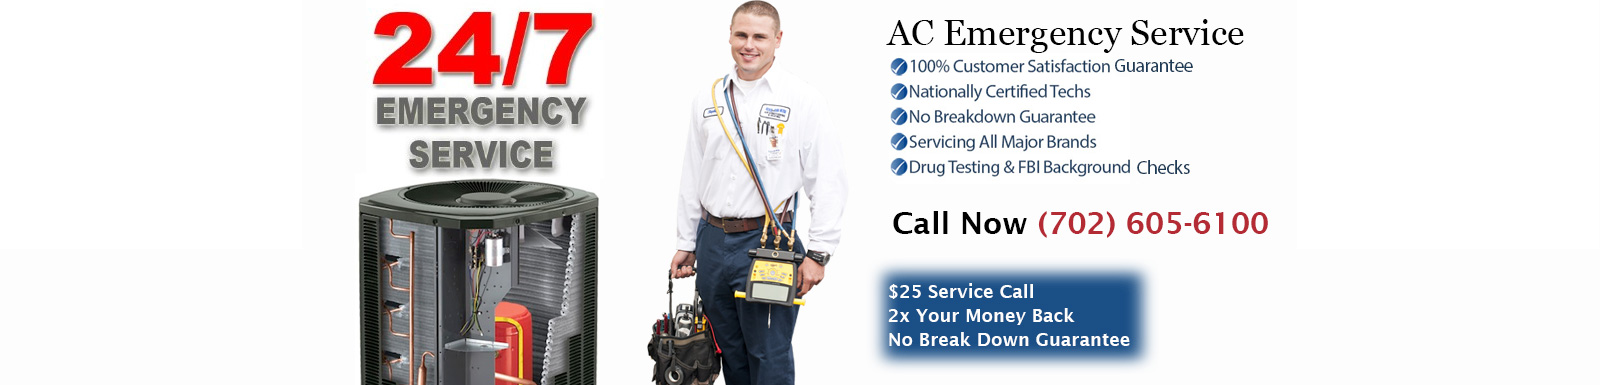 24/7
EMERGENCY
SERVICE
AC Emergency Service
100% Customer Satisfaction Guarantee
Nationally Certified Techs
No Breakdown Guarantee
Servicing All Major Brands
Drug Testing & FBI Background Checks
Call Now (702) 605-6100
$25 Service Call
2x Your Money Back
No Break Down Guarantee